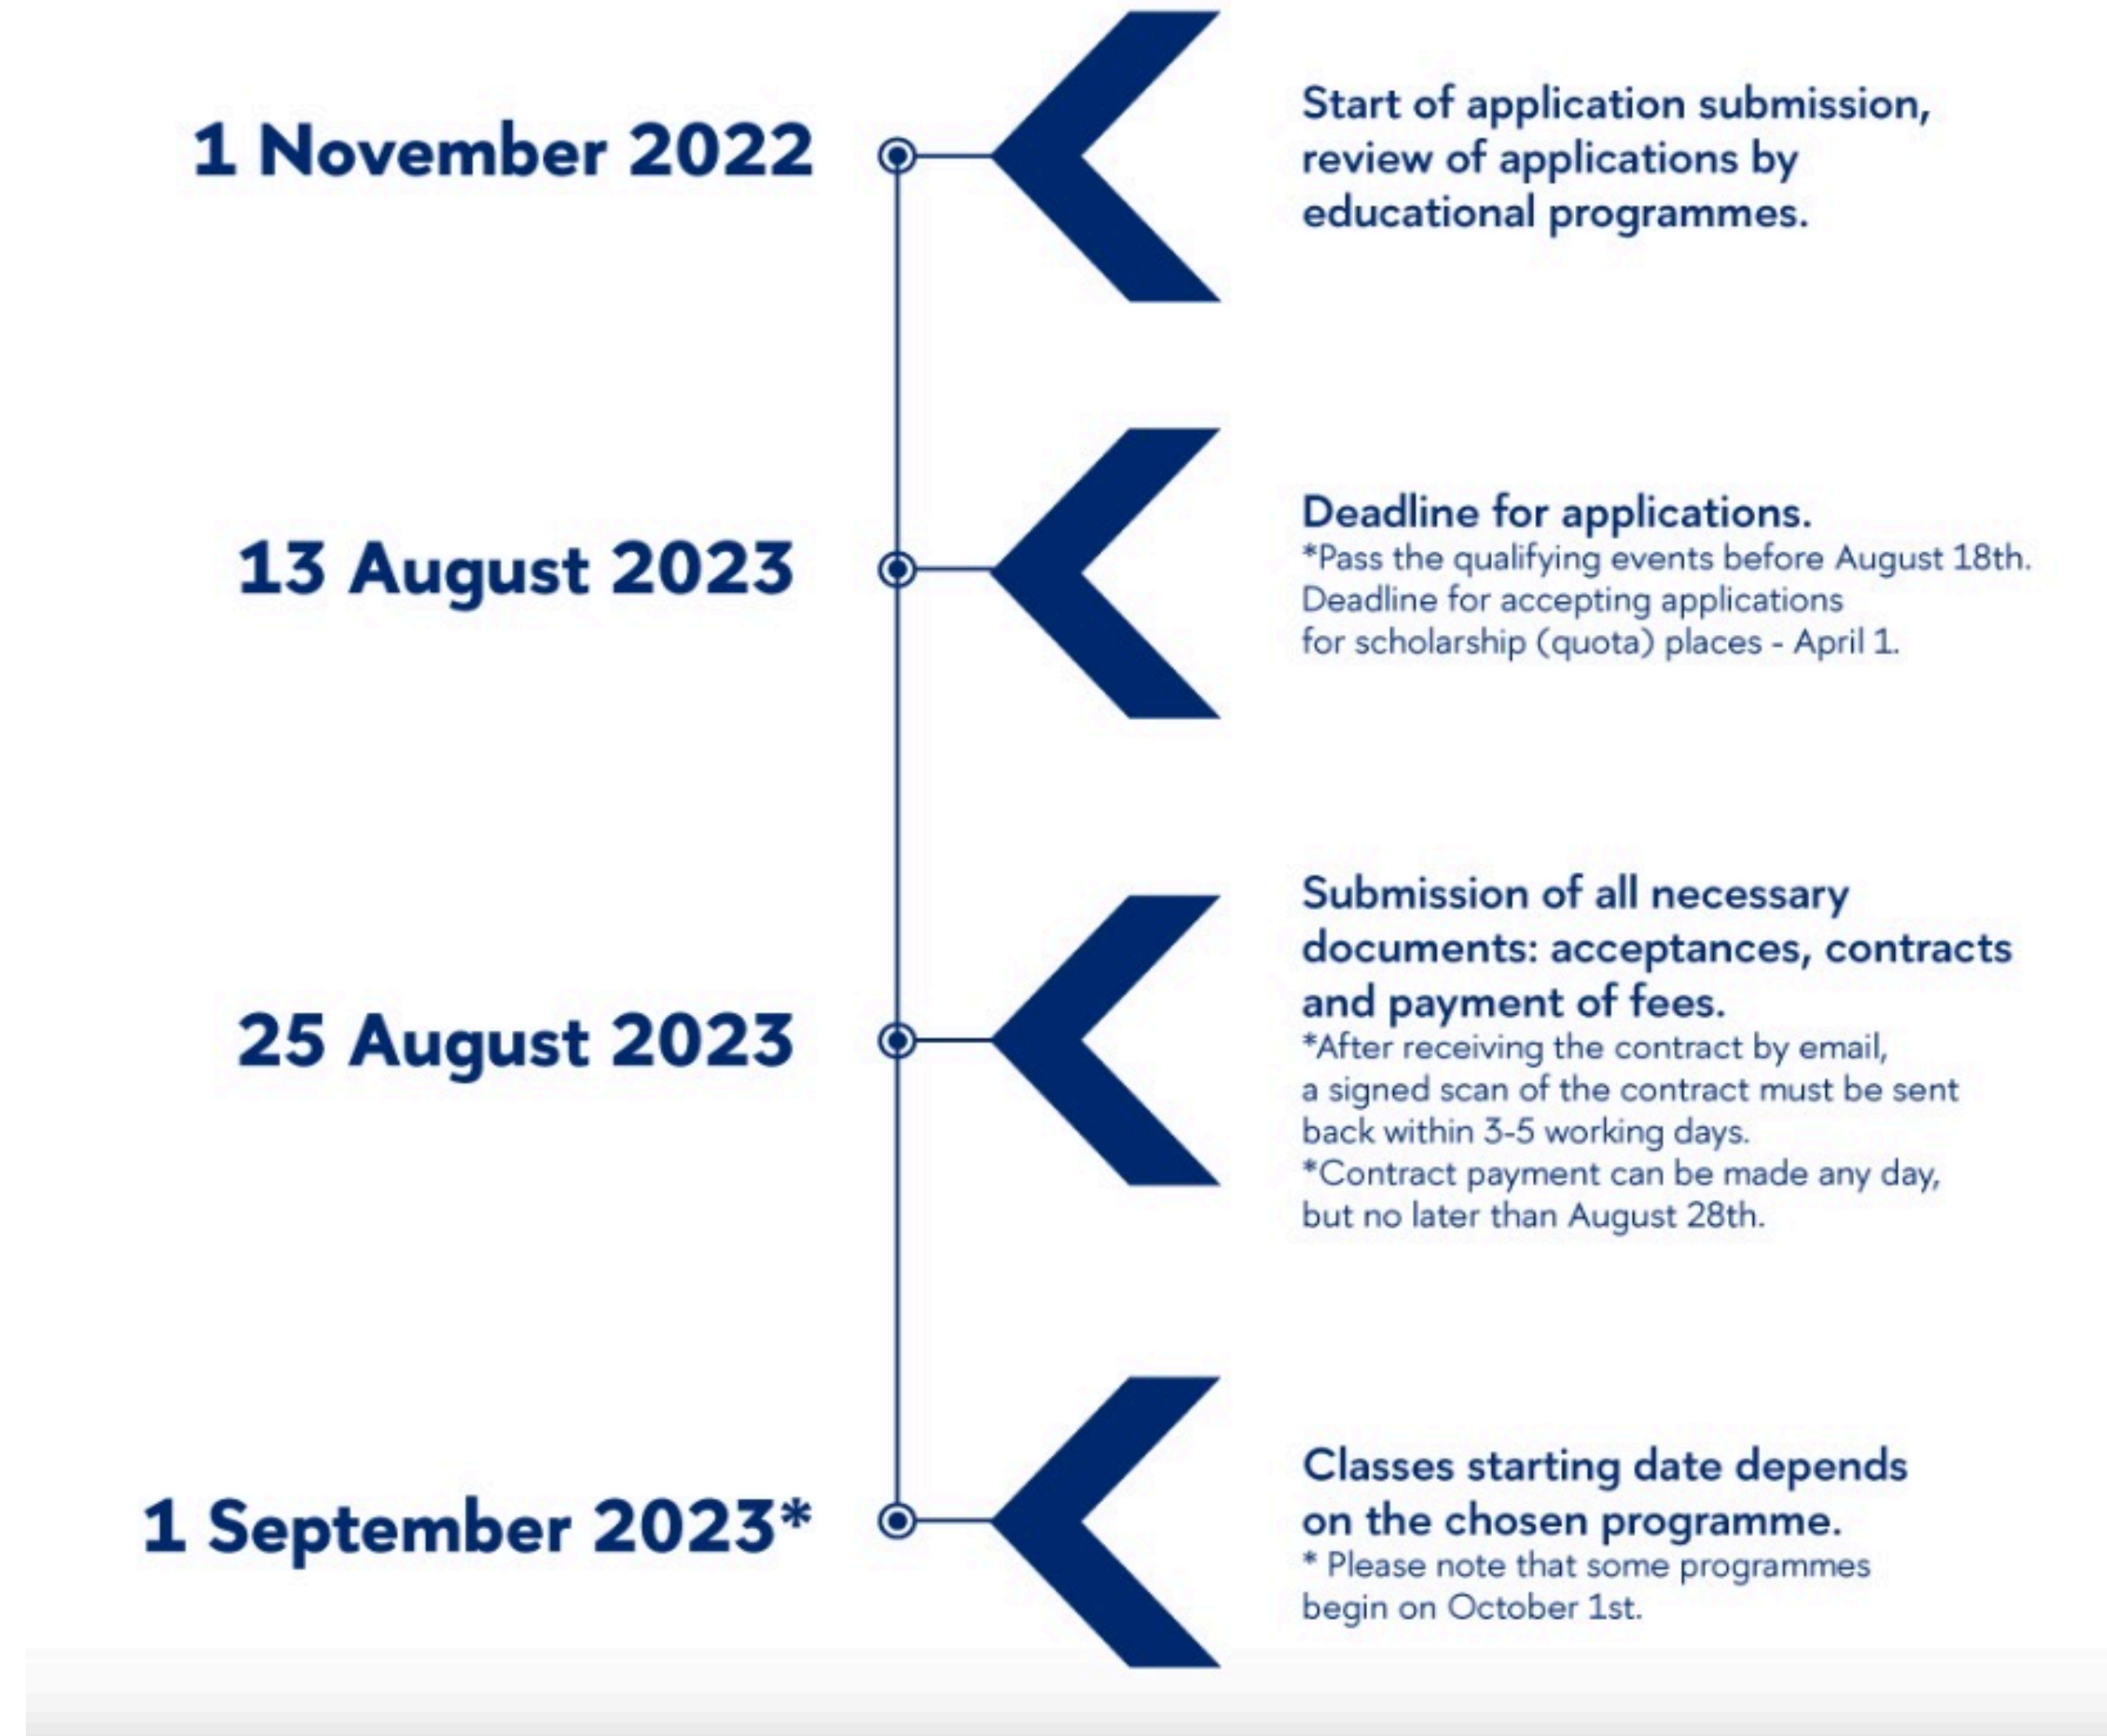 1 November 2022
Start of application submission,
review of applications by
educational programmes.
13 August 2023
Deadline for applications.
*Pass the qualifying events before August 18th.
Deadline for accepting applications
for scholarship (quota) places - April 1.
25 August 2023
Submission of all necessary
documents: acceptances, contracts
and payment of fees.
*After receiving the contract by email,
a signed scan of the contract must be sent
back within 3-5 working days.
*Contract payment can be made any day,
but no later than August 28th.
1 September 2023*
Classes starting date depends
on the chosen programme.
* Please note that some programmes
begin on October 1st.